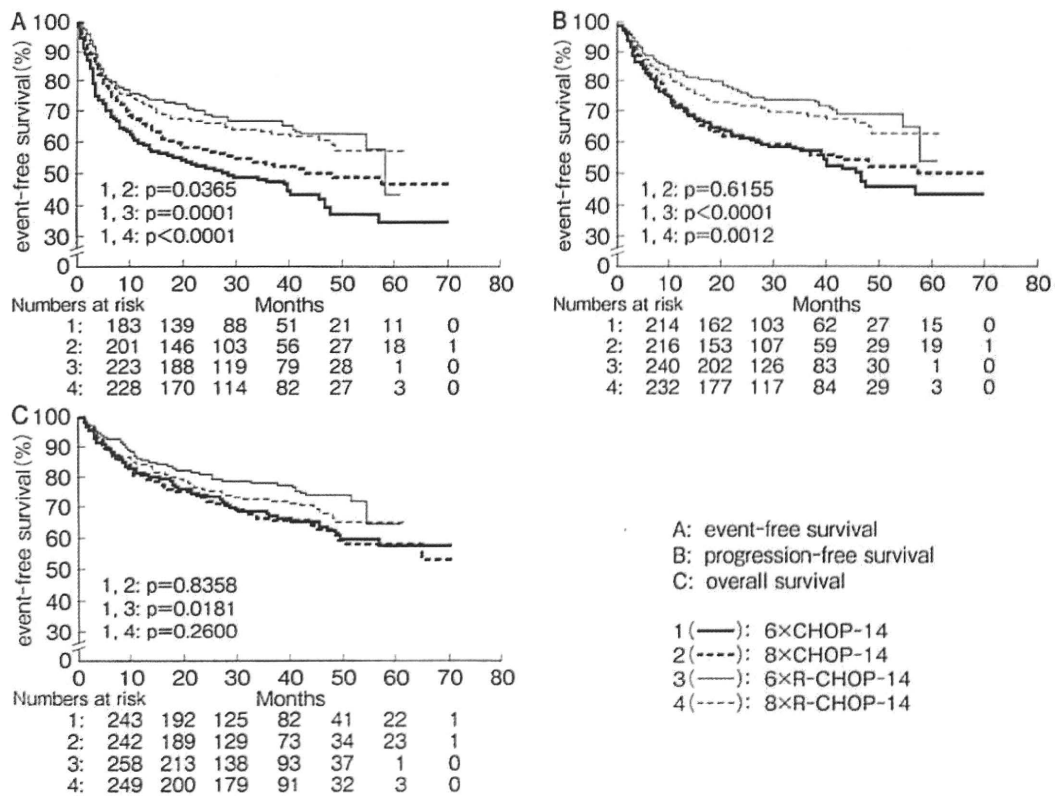 A
event-free survival(%)
100
90
80
70
60
50
40
30
0
1, 2: p=0.0365
1, 3: p=0.0001
1, 4: p<0.0001
0 10 20 30 40 50 60 70 80
Numbers at risk Months
1: 183 139 88 51 21 11 0
2: 201 146 103 56 27 18 1
3: 223 188 119 79 28 1 0
4: 228 170 114 82 27 3 0
B
event-free survival(%)
100
90
80
70
60
50
40
30
0
1, 2: p=0.6155
1, 3: p<0.0001
1, 4: p=0.0012
0 10 20 30 40 50 60 70 80
Numbers at risk Months
1: 214 162 103 62 27 15 0
2: 216 153 107 59 29 19 1
3: 240 202 126 83 30 1 0
4: 232 177 117 84 29 3 0
C
event-free survival(%)
100
90
80
70
60
50
40
30
0
1, 2: p=0.8358
1, 3: p=0.0181
1, 4: p=0.2600
0 10 20 30 40 50 60 70 80
Numbers at risk Months
1: 243 192 125 82 41 22 1
2: 242 189 129 73 34 23 1
3: 258 213 138 93 37 1 0
4: 249 200 179 91 32 3 0
A: event-free survival
B: progression-free survival
C: overall survival
1 (——): 6×CHOP-14
2 (-----): 8×CHOP-14
3 (——): 6×R-CHOP-14
4 (-----): 8×R-CHOP-14